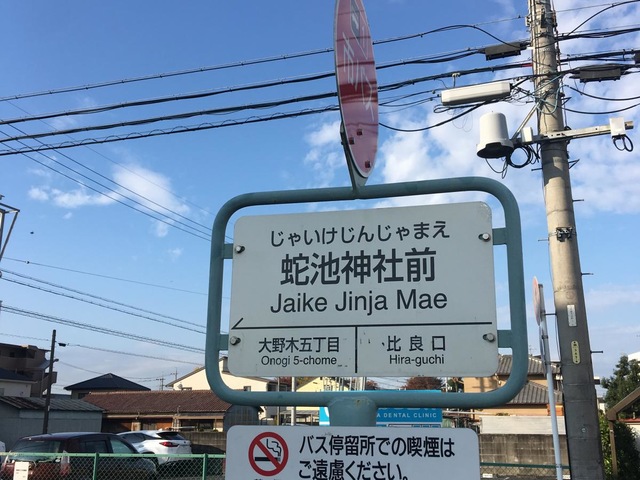 じゃいけじんじゃまえ
蛇池神社前
Jaike Jinja Mae
大野木五丁目
Onogi 5-chome
比良口
Hira-guchi
DENTAL CLINIC
バス停留所での喫煙は
ご遠慮ください。